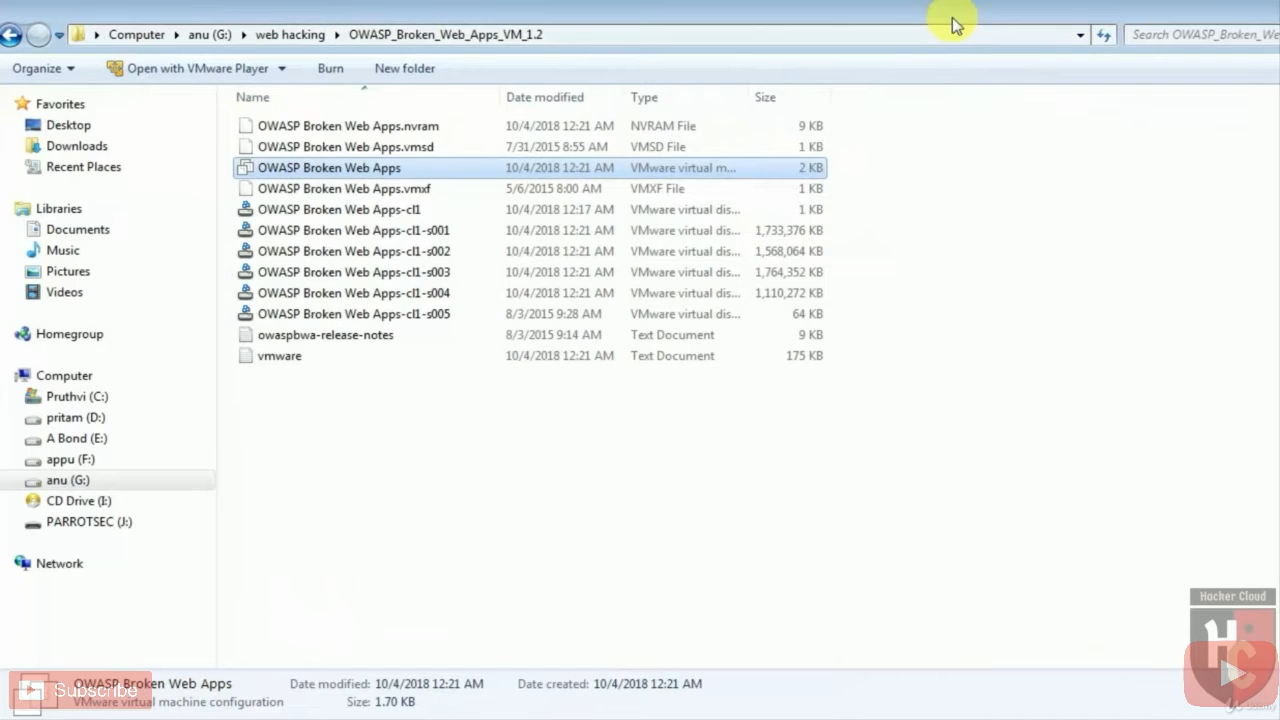 Computer anu (G:) web hacking OWASP_Broken_Web_Apps_VM_1.2 Search OWASP_Broken_We
Organize Open with VMware Player Burn New folder
Name Date modified Type Size
Favorites
Desktop
Downloads
Recent Places
Libraries
Documents
Music
Pictures
Videos
Homegroup
Computer
Pruthvi (C:)
pritam (D:)
A Bond (E:)
appu (F:)
anu (G:)
CD Drive (I:)
PARROTSEC (J:)
Network
OWASP Broken Web Apps.nvram 10/4/2018 12:21 AM NVRAM File 9 KB
OWASP Broken Web Apps.vmsd 7/31/2015 8:55 AM VMSD File 1 KB
OWASP Broken Web Apps 10/4/2018 12:21 AM VMware virtual m... 2 KB
OWASP Broken Web Apps.vmxf 5/6/2015 8:00 AM VMXF File 1 KB
OWASP Broken Web Apps-cl1 10/4/2018 12:17 AM VMware virtual dis... 1 KB
OWASP Broken Web Apps-cl1-s001 10/4/2018 12:21 AM VMware virtual dis... 1,733,376 KB
OWASP Broken Web Apps-cl1-s002 10/4/2018 12:21 AM VMware virtual dis... 1,568,064 KB
OWASP Broken Web Apps-cl1-s003 10/4/2018 12:21 AM VMware virtual dis... 1,764,352 KB
OWASP Broken Web Apps-cl1-s004 10/4/2018 12:21 AM VMware virtual dis... 1,110,272 KB
OWASP Broken Web Apps-cl1-s005 8/3/2015 9:28 AM VMware virtual dis... 64 KB
owaspbwa-release-notes 8/3/2015 9:14 AM Text Document 9 KB
vmware 10/4/2018 12:21 AM Text Document 175 KB
Hacker Cloud
HC
OWASP Broken Web Apps Date modified: 10/4/2018 12:21 AM Date created: 10/4/2018 12:21 AM
Subscribe
VMware virtual machine configuration Size: 1.70 KB
Udemy